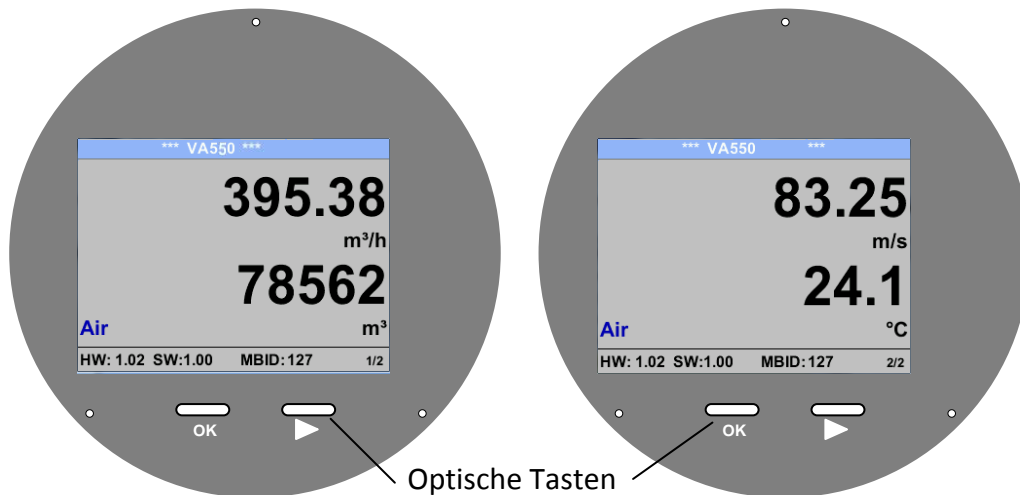 *** VA550 ***
395.38
m³/h
78562
Air m³
HW: 1.02 SW:1.00 MBID:127 1/2
OK
*** VA550 ***
83.25
m/s
24.1
Air °C
HW: 1.02 SW:1.00 MBID:127 2/2
OK
Optische Tasten